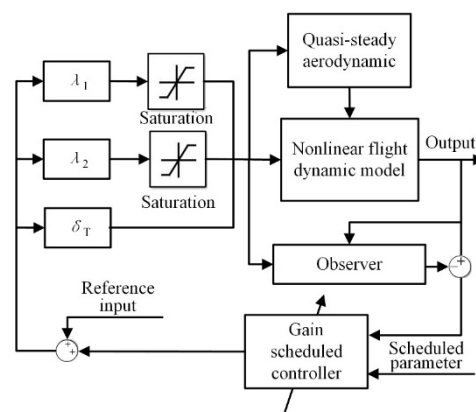 Quasi-steady
aerodynamic
λ₁
Saturation
Output
Nonlinear flight
dynamic model
λ₂
Saturation
δ_T
Observer
−
Reference
input
+
+
Gain
scheduled
controller
Scheduled
parameter